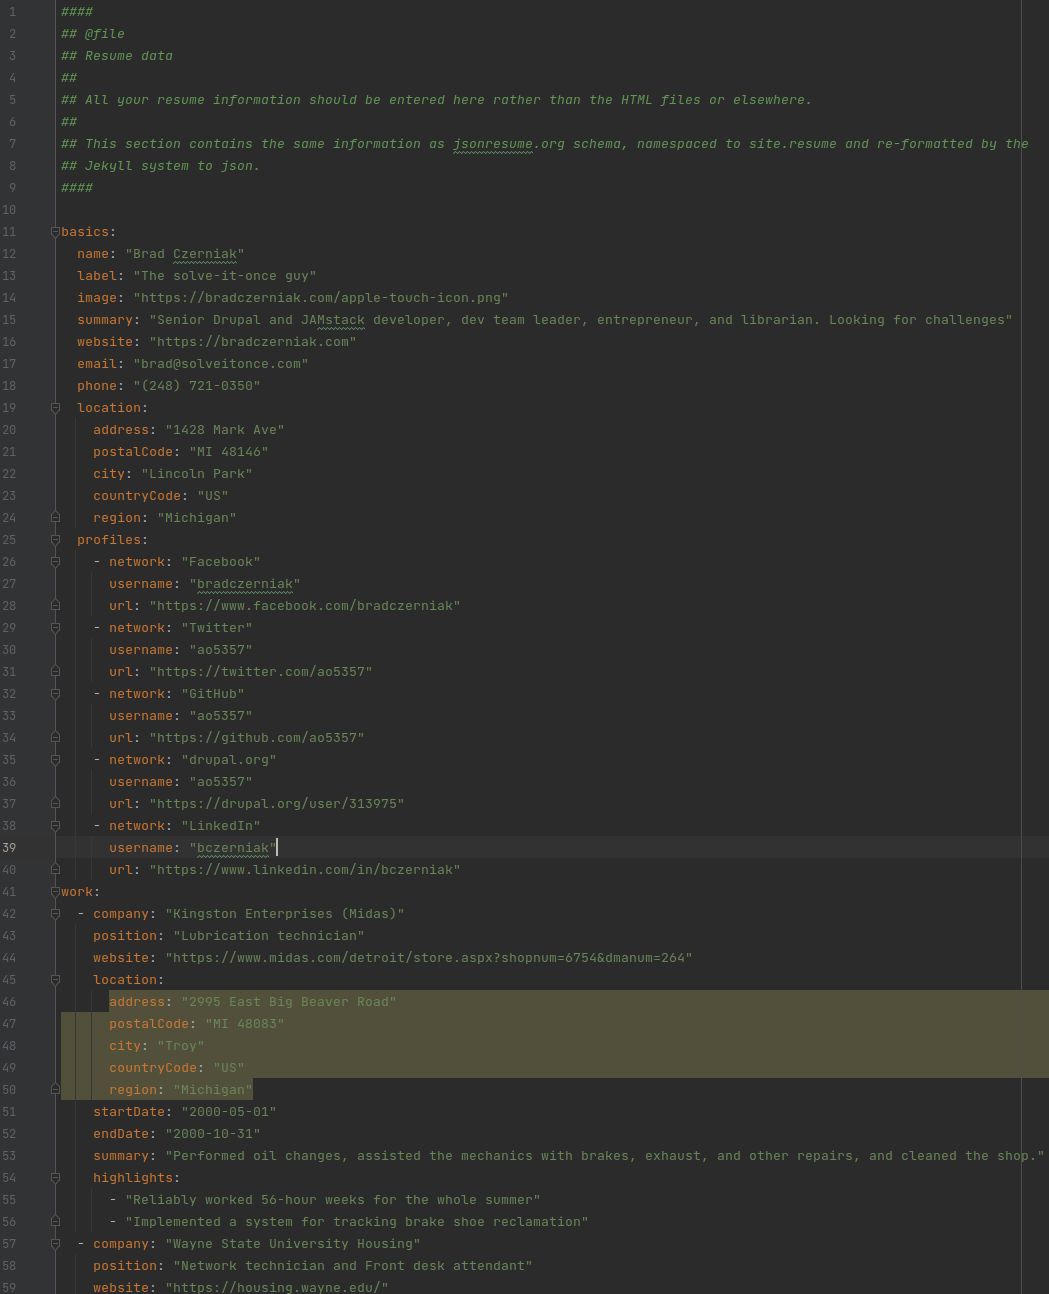 1 ####
2 ## @file
3 ## Resume data
4 ##
5 ## All your resume information should be entered here rather than the HTML files or elsewhere.
6 ##
7 ## This section contains the same information as jsonresume.org schema, namespaced to site.resume and re-formatted by the
8 ## Jekyll system to json.
9 ####
10
11 basics:
12   name: "Brad Czerniak"
13   label: "The solve-it-once guy"
14   image: "https://bradczerniak.com/apple-touch-icon.png"
15   summary: "Senior Drupal and JAMstack developer, dev team leader, entrepreneur, and librarian. Looking for challenges"
16   website: "https://bradczerniak.com"
17   email: "brad@solveitonce.com"
18   phone: "(248) 721-0350"
19   location:
20     address: "1428 Mark Ave"
21     postalCode: "MI 48146"
22     city: "Lincoln Park"
23     countryCode: "US"
24     region: "Michigan"
25   profiles:
26     - network: "Facebook"
27       username: "bradczerniak"
28       url: "https://www.facebook.com/bradczerniak"
29     - network: "Twitter"
30       username: "ao5357"
31       url: "https://twitter.com/ao5357"
32     - network: "GitHub"
33       username: "ao5357"
34       url: "https://github.com/ao5357"
35     - network: "drupal.org"
36       username: "ao5357"
37       url: "https://drupal.org/user/313975"
38     - network: "LinkedIn"
39       username: "bczerniak"
40       url: "https://www.linkedin.com/in/bczerniak"
41 work:
42   - company: "Kingston Enterprises (Midas)"
43     position: "Lubrication technician"
44     website: "https://www.midas.com/detroit/store.aspx?shopnum=6754&dmanum=264"
45     location:
46       address: "2995 East Big Beaver Road"
47       postalCode: "MI 48083"
48       city: "Troy"
49       countryCode: "US"
50       region: "Michigan"
51     startDate: "2000-05-01"
52     endDate: "2000-10-31"
53     summary: "Performed oil changes, assisted the mechanics with brakes, exhaust, and other repairs, and cleaned the shop."
54     highlights:
55       - "Reliably worked 56-hour weeks for the whole summer"
56       - "Implemented a system for tracking brake shoe reclamation"
57   - company: "Wayne State University Housing"
58     position: "Network technician and Front desk attendant"
59     website: "https://housing.wayne.edu/"